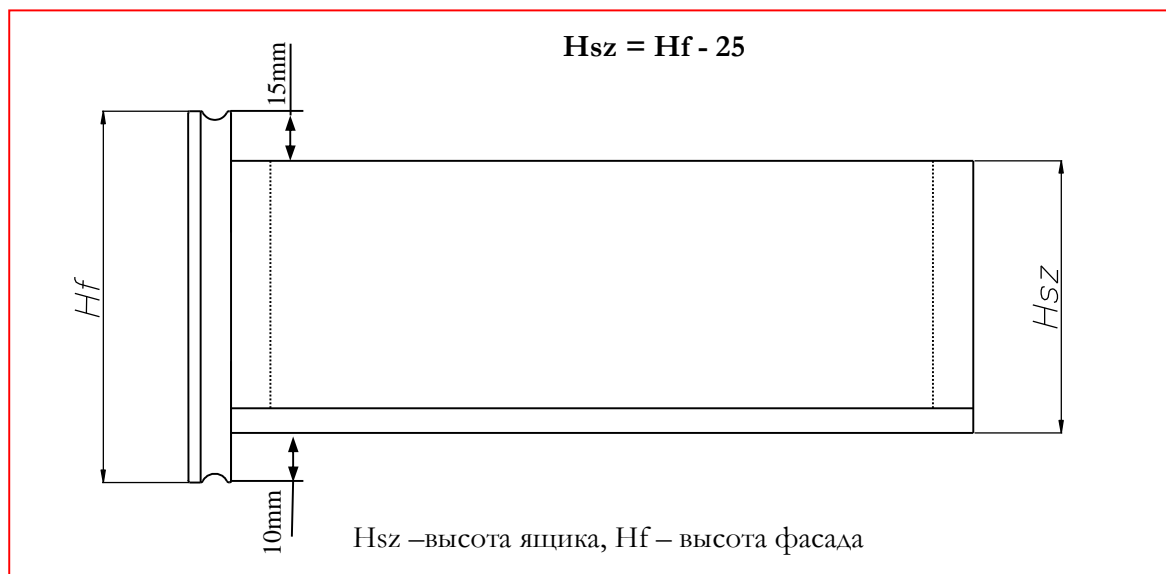 Hsz = Hf - 25
15mm
Hf
Hsz
10mm
Hsz –высота ящика, Hf – высота фасада